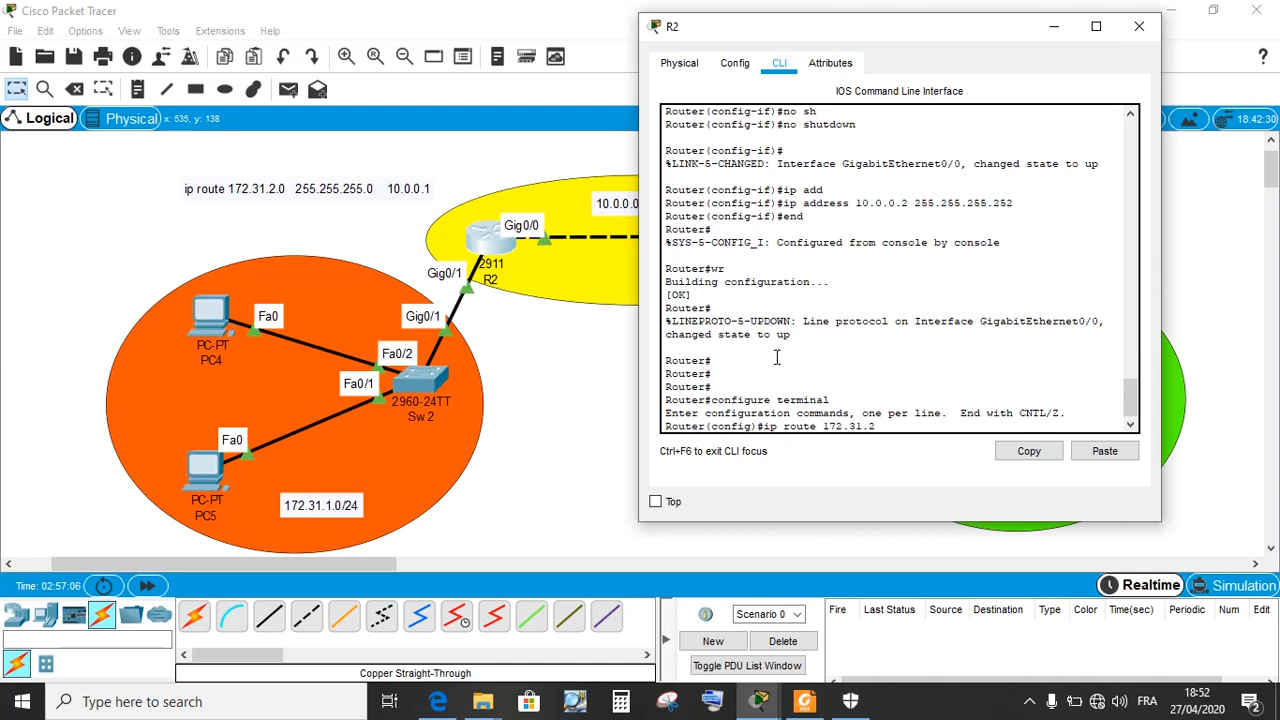 Cisco Packet Tracer
File Edit Options View Tools Extensions Help
Logical Physical x: 535, y: 138
18:42:30
ip route 172.31.2.0 255.255.255.0 10.0.0.1
10.0.0.0
Gig0/0
2911
R2
Gig0/1
Gig0/1
Fa0
PC-PT
PC4
Fa0/2
Fa0/1
2960-24TT
Sw 2
Fa0
PC-PT
PC5
172.31.1.0/24
R2
Physical Config CLI Attributes
IOS Command Line Interface
Router(config-if)#no sh
Router(config-if)#no shutdown
Router(config-if)#
%LINK-5-CHANGED: Interface GigabitEthernet0/0, changed state to up
Router(config-if)#ip add
Router(config-if)#ip address 10.0.0.2 255.255.255.252
Router(config-if)#end
Router#
%SYS-5-CONFIG_I: Configured from console by console
Router#wr
Building configuration...
[OK]
Router#
%LINEPROTO-5-UPDOWN: Line protocol on Interface GigabitEthernet0/0,
changed state to up
Router#
Router#
Router#
Router#configure terminal
Enter configuration commands, one per line. End with CNTL/Z.
Router(config)#ip route 172.31.2
Ctrl+F6 to exit CLI focus
Copy Paste
Top
Time: 02:57:06
Realtime Simulation
Scenario 0
New Delete
Toggle PDU List Window
Fire Last Status Source Destination Type Color Time(sec) Periodic Num Edit
Copper Straight-Through
Type here to search
FRA
18:52
27/04/2020
2